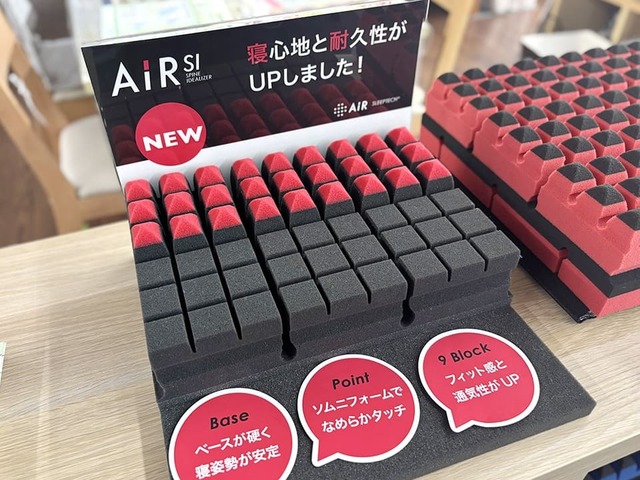 AiR SI
SPINE
IDEALIZER
寝心地と耐久性が
UPしました!
AiR SLEEPTECH
NEW
Base
ベースが硬く
寝姿勢が安定
Point
ソムニフォームで
なめらかタッチ
9 Block
フィット感と
通気性がUP